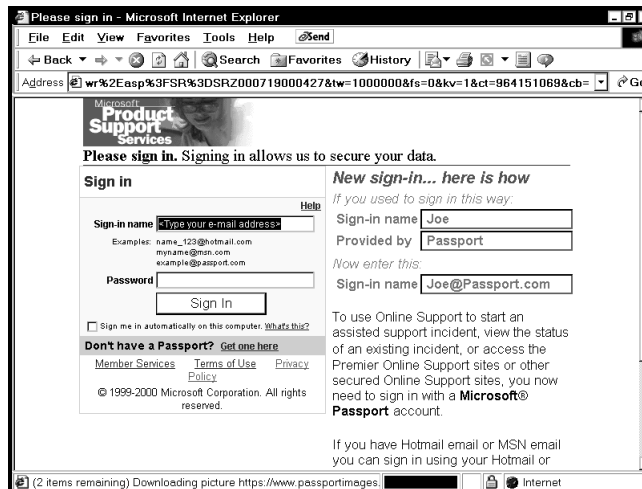 Please sign in - Microsoft Internet Explorer
File Edit View Favorites Tools Help Send
Back Search Favorites History
Address wr%2Easp%3FSR%3DSRZ000719000427&tw=1000000&fs=0&kv=1&ct=964151069&cb= Go
Microsoft
Product
Support
Services
Please sign in. Signing in allows us to secure your data.
Sign in
Help
Sign-in name <Type your e-mail address>
Examples: name_123@hotmail.com
myname@msn.com
example@passport.com
Password
Sign In
Sign me in automatically on this computer. What's this?
Don't have a Passport? Get one here
Member Services Terms of Use Privacy
Policy
© 1999-2000 Microsoft Corporation. All rights
reserved.
New sign-in... here is how
If you used to sign in this way:
Sign-in name Joe
Provided by Passport
Now enter this:
Sign-in name Joe@Passport.com
To use Online Support to start an
assisted support incident, view the status
of an existing incident, or access the
Premier Online Support sites or other
secured Online Support sites, you now
need to sign in with a Microsoft®
Passport account.
If you have Hotmail email or MSN email
you can sign in using your Hotmail or
(2 items remaining) Downloading picture https://www.passportimages. Internet